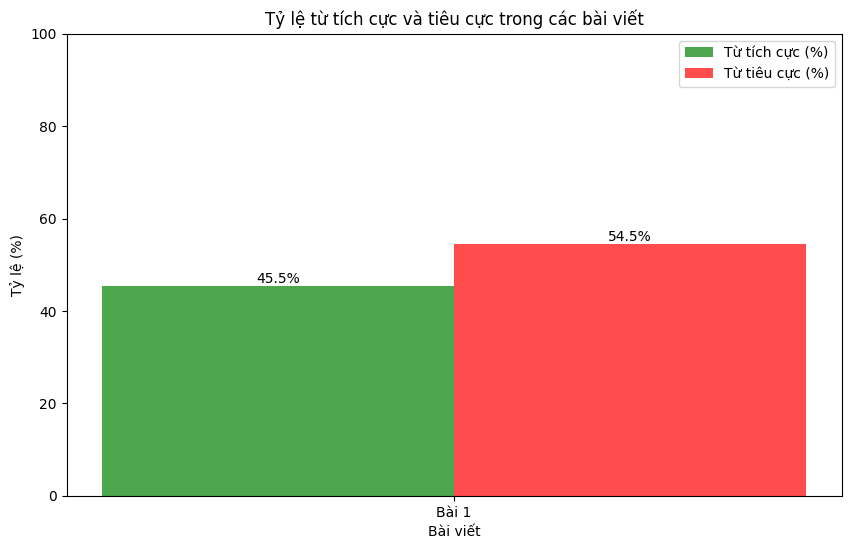 Tỷ lệ từ tích cực và tiêu cực trong các bài viết
Từ tích cực (%)
Từ tiêu cực (%)
Tỷ lệ (%)
100
80
60
40
20
0
45.5%
54.5%
Bài 1
Bài viết